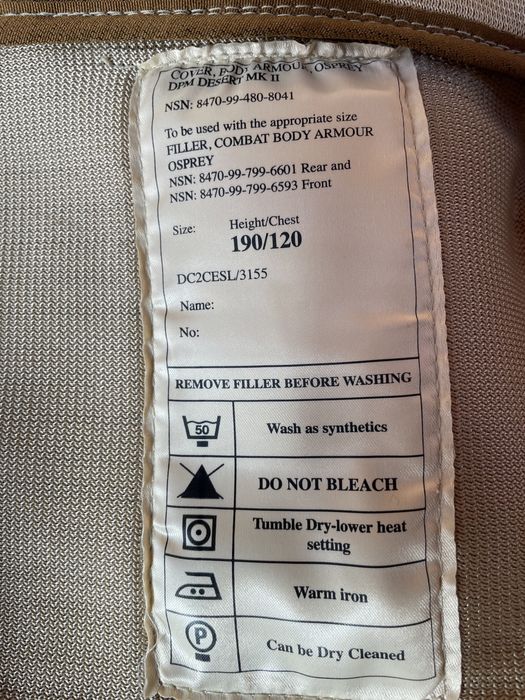 COVER, BODY ARMOUR, OSPREY
DPM DESERT MK II
NSN: 8470-99-480-8041
To be used with the appropriate size
FILLER, COMBAT BODY ARMOUR
OSPREY
NSN: 8470-99-799-6601 Rear and
NSN: 8470-99-799-6593 Front
Size: Height/Chest
190/120
DC2CESL/3155
Name:
No:
REMOVE FILLER BEFORE WASHING
50 Wash as synthetics
DO NOT BLEACH
Tumble Dry-lower heat
setting
Warm iron
P Can be Dry Cleaned